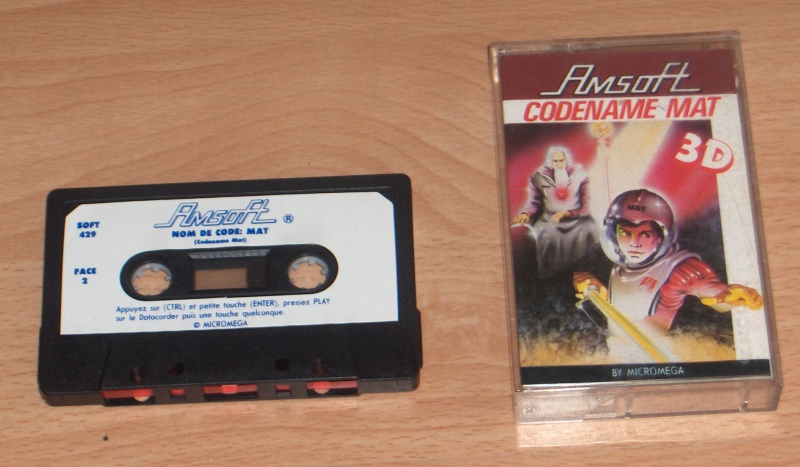 Amsoft ®
NOM DE CODE: MAT
(Codename Mat)
SOFT
429
FACE
2
Appuyez sur (CTRL) et petite touche (ENTER), pressez PLAY
sur le Datacorder puis une touche quelconque.
© MICROMEGA
Amsoft
CODENAME MAT
3D
MAT
BY MICROMEGA